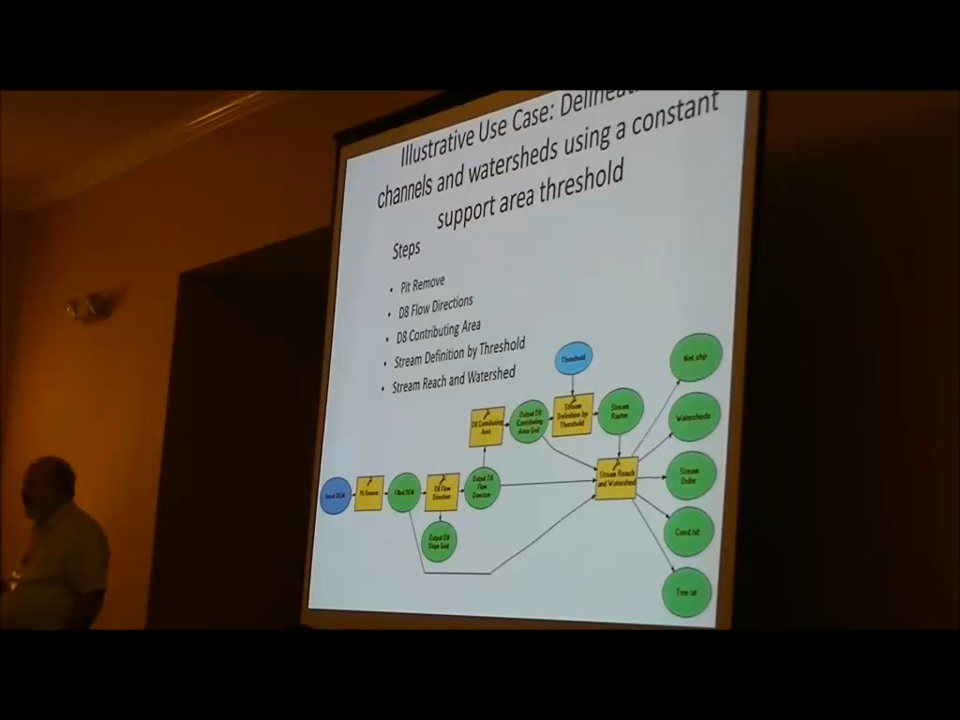 Illustrative Use Case:
channels and watersheds using a constant
support area threshold
Steps
• Pit Remove
• D8 Flow Directions
• D8 Contributing Area
• Stream Definition by Threshold
• Stream Reach and Watershed
Threshold
Net.shp
D8 Contributing
Area
Output D8
Contributing
Area Grid
Stream
Definition by
Threshold
Stream
Raster
Watersheds
Stream Reach
and Watershed
Stream
Order
Input DEM
Pit Remove
Filled DEM
D8 Flow
Direction
Output D8
Flow
Direction
Output D8
Slope Grid
Coord.txt
Tree.txt